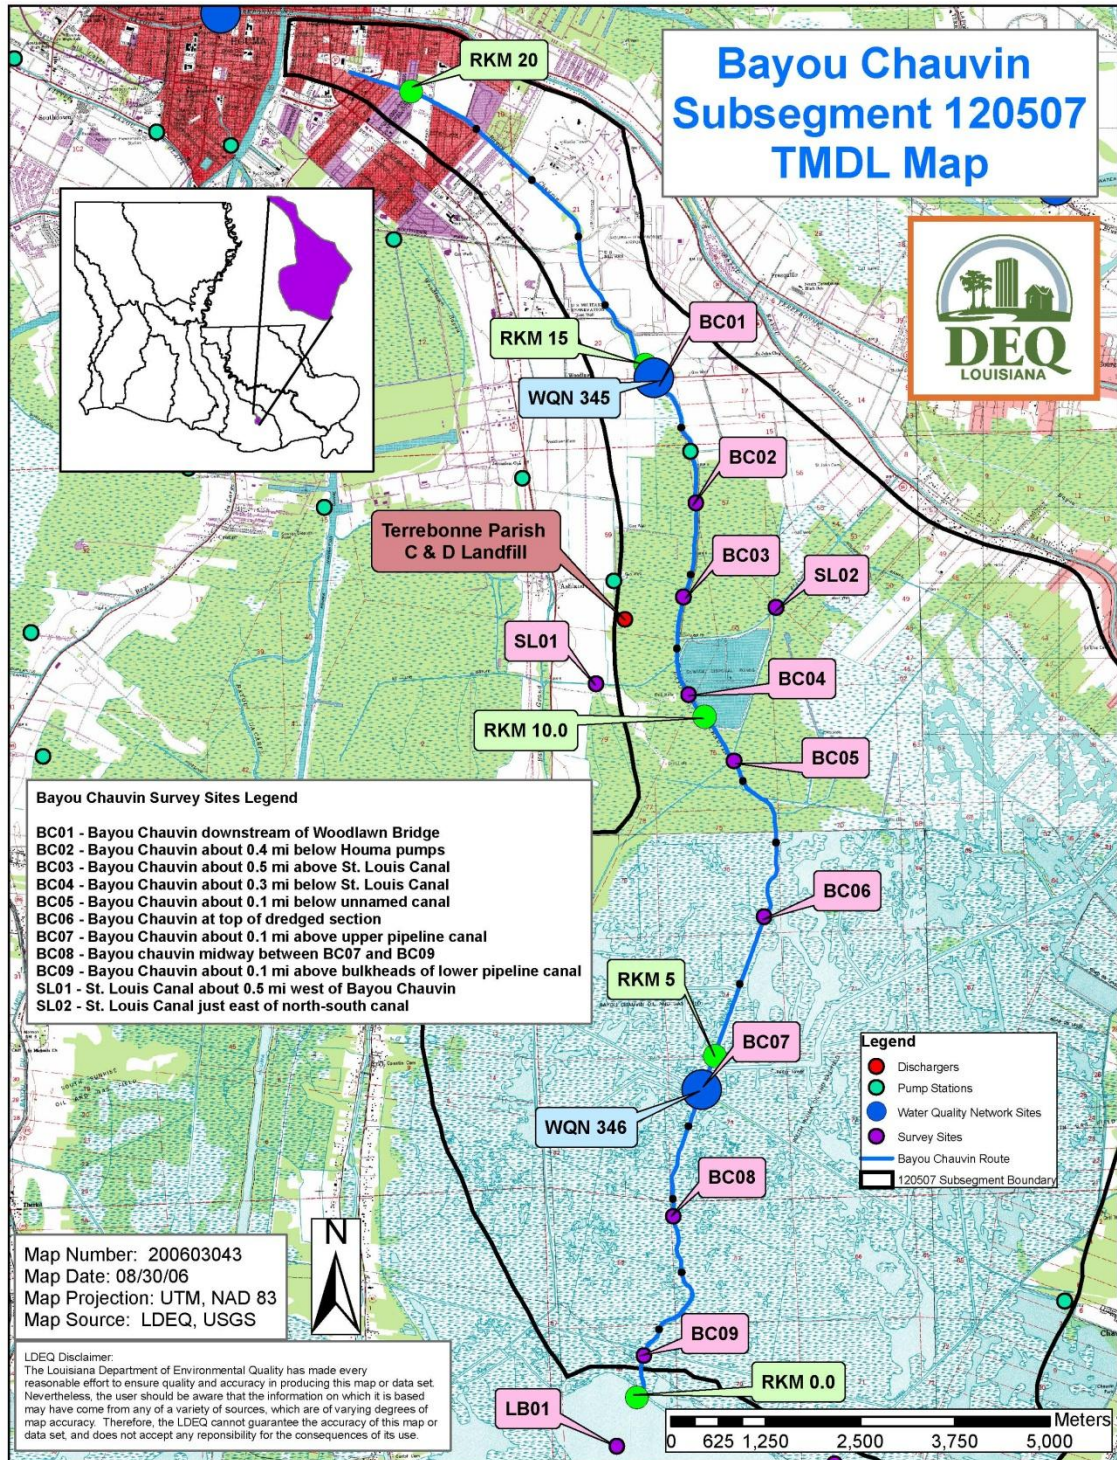 Bayou Chauvin
Subsegment 120507
TMDL Map
DEQ
LOUISIANA
RKM 20
RKM 15
BC01
WQN 345
BC02
Terrebonne Parish
C & D Landfill
BC03
SL02
SL01
BC04
RKM 10.0
BC05
Bayou Chauvin Survey Sites Legend
BC01 - Bayou Chauvin downstream of Woodlawn Bridge
BC02 - Bayou Chauvin about 0.4 mi below Houma pumps
BC03 - Bayou Chauvin about 0.5 mi above St. Louis Canal
BC04 - Bayou Chauvin about 0.3 mi below St. Louis Canal
BC05 - Bayou Chauvin about 0.1 mi below unnamed canal
BC06 - Bayou Chauvin at top of dredged section
BC07 - Bayou Chauvin about 0.1 mi above upper pipeline canal
BC08 - Bayou chauvin midway between BC07 and BC09
BC09 - Bayou Chauvin about 0.1 mi above bulkheads of lower pipeline canal
SL01 - St. Louis Canal about 0.5 mi west of Bayou Chauvin
SL02 - St. Louis Canal just east of north-south canal
BC06
RKM 5
BC07
WQN 346
Legend
Dischargers
Pump Stations
Water Quality Network Sites
Survey Sites
Bayou Chauvin Route
120507 Subsegment Boundary
BC08
N
Map Number: 200603043
Map Date: 08/30/06
Map Projection: UTM, NAD 83
Map Source: LDEQ, USGS
BC09
RKM 0.0
LB01
LDEQ Disclaimer:
The Louisiana Department of Environmental Quality has made every
reasonable effort to ensure quality and accuracy in producing this map or data set.
Nevertheless, the user should be aware that the information on which it is based
may have come from any of a variety of sources, which are of varying degrees of
map accuracy. Therefore, the LDEQ cannot guarantee the accuracy of this map or
data set, and does not accept any reponsibility for the consequences of its use.
Meters
0 625 1,250 2,500 3,750 5,000